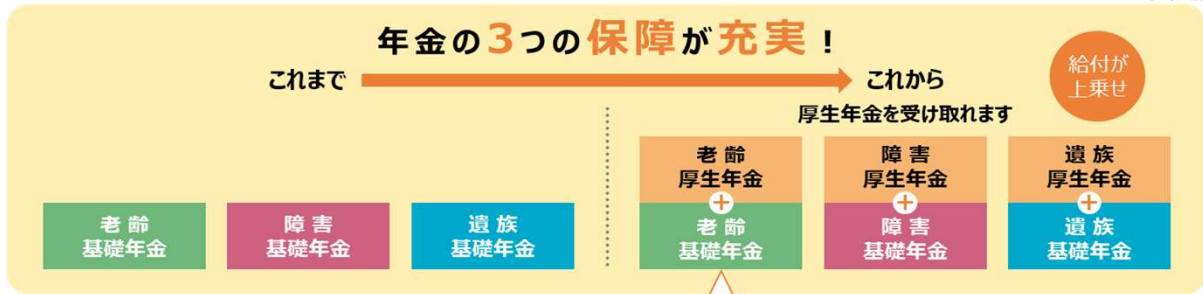 年金の3つの保障が充実！
これまで
これから
給付が
上乗せ
厚生年金を受け取れます
老齢
基礎年金
障害
基礎年金
遺族
基礎年金
老齢
厚生年金
+
老齢
基礎年金
障害
厚生年金
+
障害
基礎年金
遺族
厚生年金
+
遺族
基礎年金